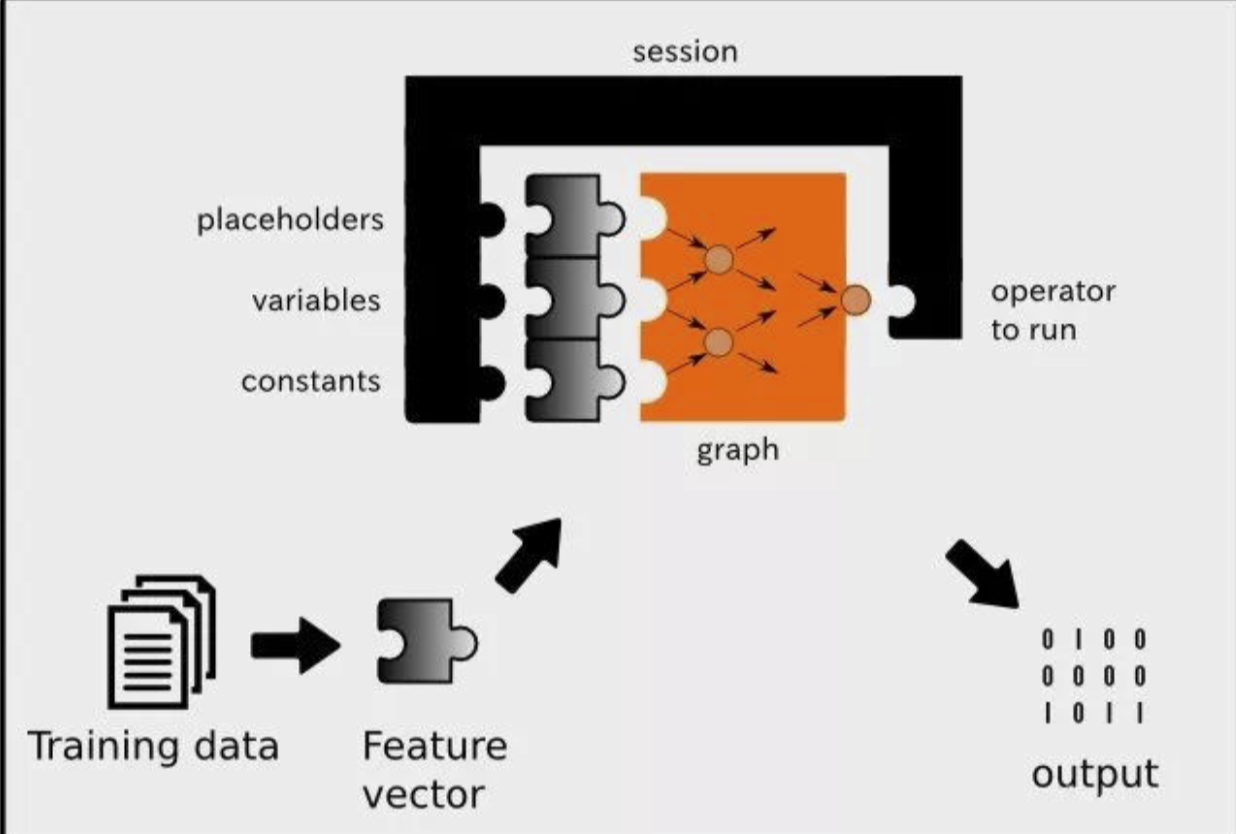 session
placeholders
variables
constants
operator
to run
graph
Training data
Feature
vector
0 1 0 0
0 0 0 0
1 0 1 1
output